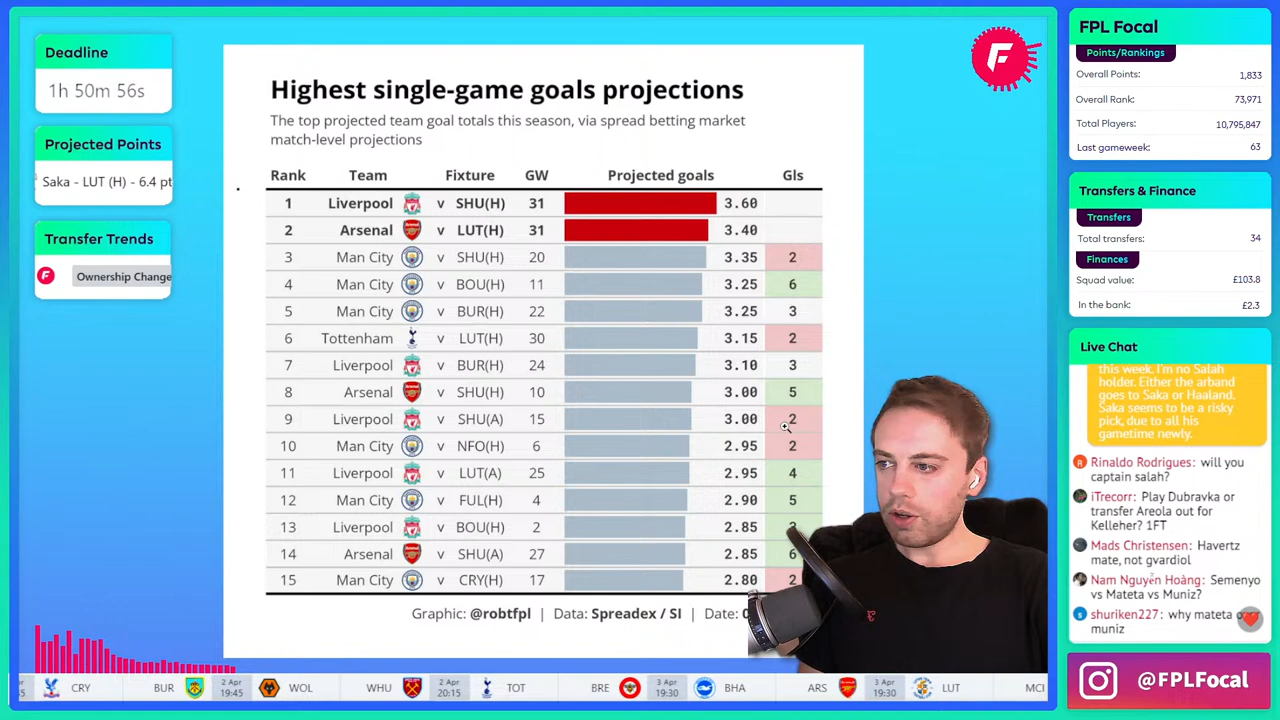 Deadline
1h 50m 56s
Projected Points
Saka - LUT (H) - 6.4 pt
Transfer Trends
Ownership Change
Highest single-game goals projections
The top projected team goal totals this season, via spread betting market
match-level projections
Rank Team Fixture GW Projected goals Gls
1 Liverpool v SHU(H) 31 3.60
2 Arsenal v LUT(H) 31 3.40
3 Man City v SHU(H) 20 3.35 2
4 Man City v BOU(H) 11 3.25 6
5 Man City v BUR(H) 22 3.25 3
6 Tottenham v LUT(H) 30 3.15 2
7 Liverpool v BUR(H) 24 3.10 3
8 Arsenal v SHU(H) 10 3.00 5
9 Liverpool v SHU(A) 15 3.00 2
10 Man City v NFO(H) 6 2.95 2
11 Liverpool v LUT(A) 25 2.95 4
12 Man City v FUL(H) 4 2.90 5
13 Liverpool v BOU(H) 2 2.85
14 Arsenal v SHU(A) 27 2.85 6
15 Man City v CRY(H) 17 2.80 2
Graphic: @robtfpl | Data: Spreadex / SI | Date:
F
FPL Focal
Points/Rankings
Overall Points: 1,833
Overall Rank: 73,971
Total Players: 10,795,847
Last gameweek: 63
Transfers & Finance
Transfers
Total transfers: 34
Finances
Squad value: £103.8
In the bank: £2.3
Live Chat
this week. I'm no Salah
holder. Either the arband
goes to Saka or Haaland.
Saka seems to be a risky
pick, due to all his
gametime newly.
Rinaldo Rodrigues: will you
captain salah?
iTrecorr: Play Dubravka or
transfer Areola out for
Kelleher? 1FT
Mads Christensen: Havertz
mate, not gvardiol
Nam Nguyên Hoàng: Semenyo
vs Mateta vs Muniz?
shuriken227: why mateta
muniz
@FPLFocal
CRY BUR 2 Apr 19:45 WOL WHU 2 Apr 20:15 TOT BRE 3 Apr 19:30 BHA ARS 3 Apr 19:30 LUT MCI